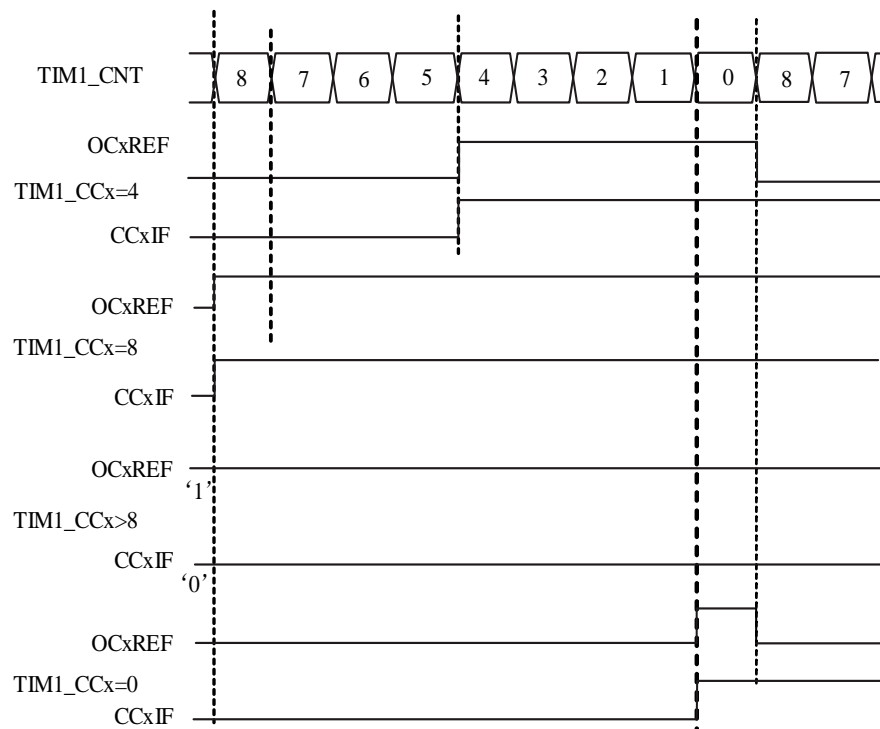 TIM1_CNT 8 7 6 5 4 3 2 1 0 8 7
OCxREF
TIM1_CCx=4
CCxIF
OCxREF
TIM1_CCx=8
CCxIF
OCxREF
‘1’
TIM1_CCx>8
CCxIF
‘0’
OCxREF
TIM1_CCx=0
CCxIF